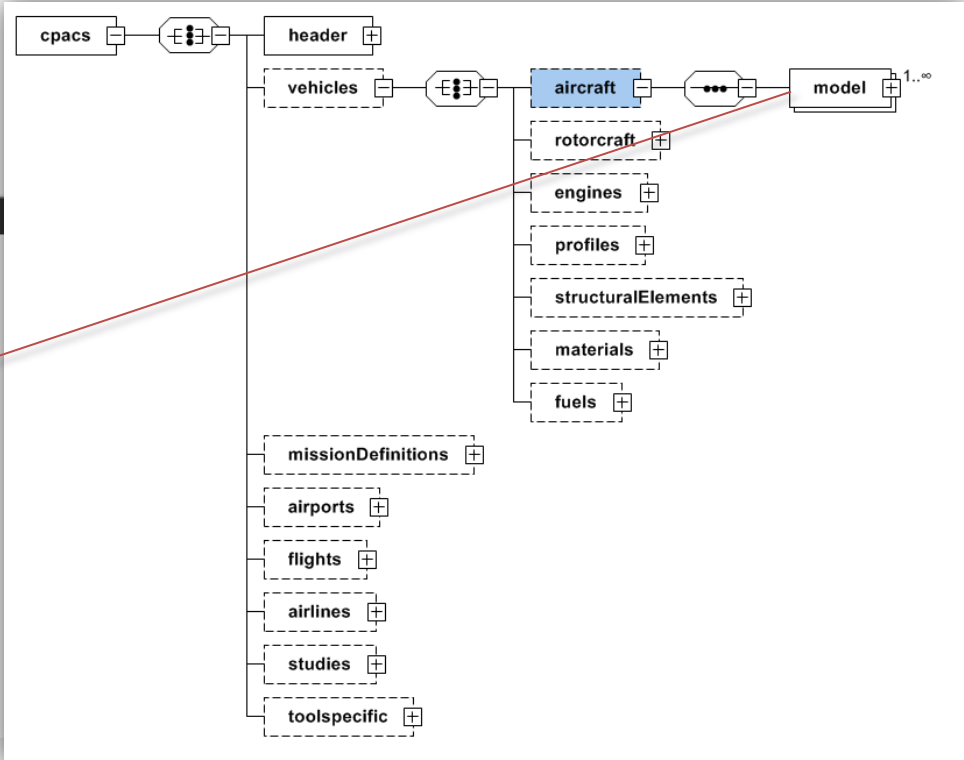 cpacs
header
vehicles
aircraft
model
1..∞
rotorcraft
engines
profiles
structuralElements
materials
fuels
missionDefinitions
airports
flights
airlines
studies
toolspecific